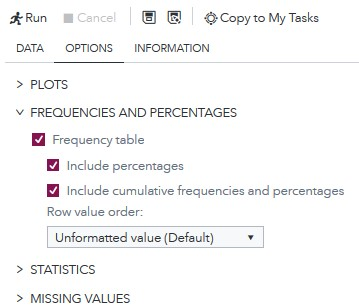 Run Cancel Copy to My Tasks
DATA OPTIONS INFORMATION
PLOTS
FREQUENCIES AND PERCENTAGES
Frequency table
Include percentages
Include cumulative frequencies and percentages
Row value order:
Unformatted value (Default)
STATISTICS
MISSING VALUES